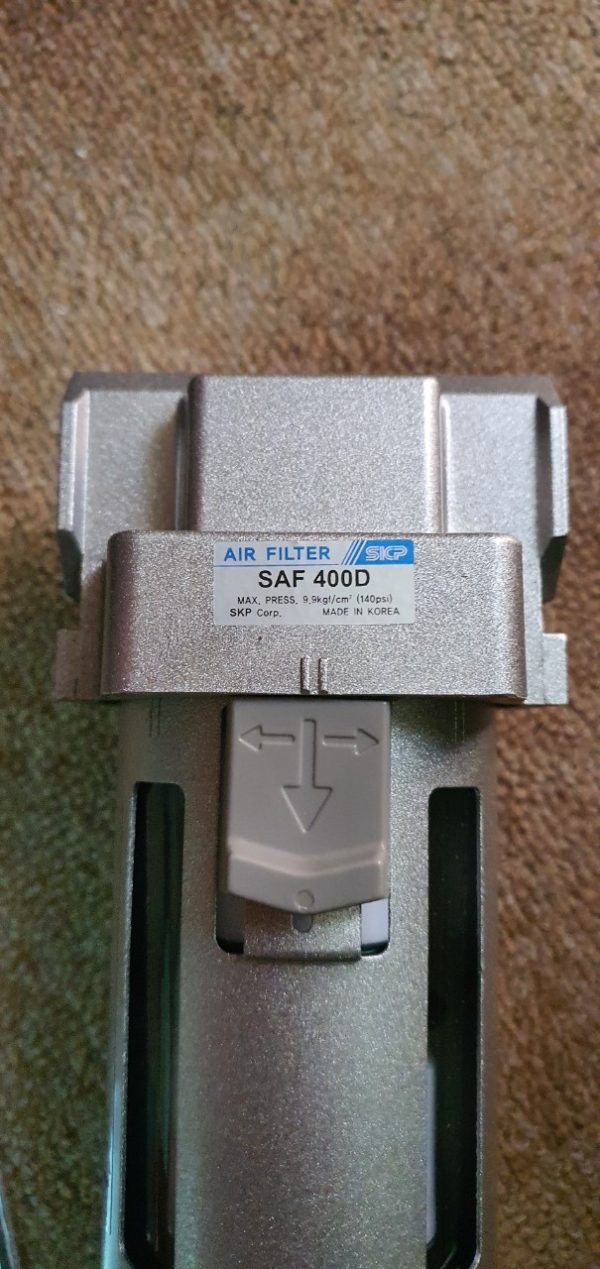 AIR FILTER SKP
SAF 400D
MAX. PRESS. 9.9kgf/cm² (140psi)
SKP Corp. MADE IN KOREA